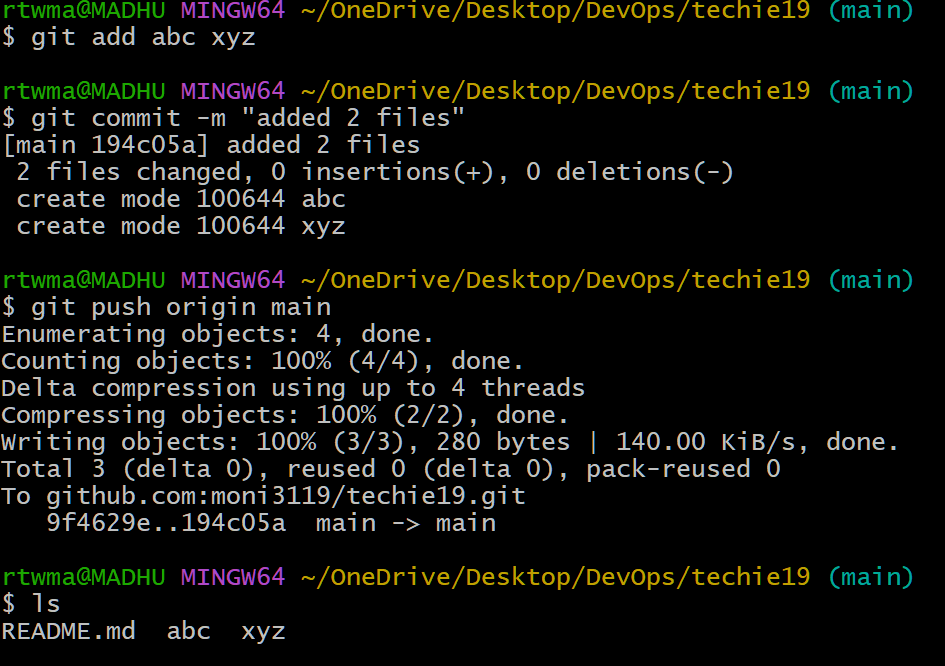 rtwma@MADHU MINGW64 ~/OneDrive/Desktop/DevOps/techie19 (main)
$ git add abc xyz
rtwma@MADHU MINGW64 ~/OneDrive/Desktop/DevOps/techie19 (main)
$ git commit -m "added 2 files"
[main 194c05a] added 2 files
 2 files changed, 0 insertions(+), 0 deletions(-)
 create mode 100644 abc
 create mode 100644 xyz
rtwma@MADHU MINGW64 ~/OneDrive/Desktop/DevOps/techie19 (main)
$ git push origin main
Enumerating objects: 4, done.
Counting objects: 100% (4/4), done.
Delta compression using up to 4 threads
Compressing objects: 100% (2/2), done.
Writing objects: 100% (3/3), 280 bytes | 140.00 KiB/s, done.
Total 3 (delta 0), reused 0 (delta 0), pack-reused 0
To github.com:moni3119/techie19.git
   9f4629e..194c05a  main -> main
rtwma@MADHU MINGW64 ~/OneDrive/Desktop/DevOps/techie19 (main)
$ ls
README.md  abc  xyz